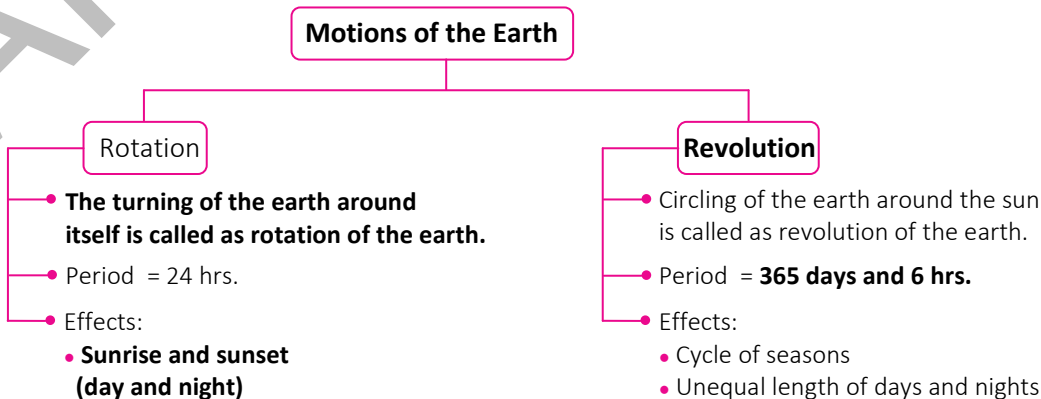 Motions of the Earth
Rotation
The turning of the earth around
itself is called as rotation of the earth.
Period = 24 hrs.
Effects:
Sunrise and sunset
(day and night)
Revolution
Circling of the earth around the sun
is called as revolution of the earth.
Period = 365 days and 6 hrs.
Effects:
Cycle of seasons
Unequal length of days and nights